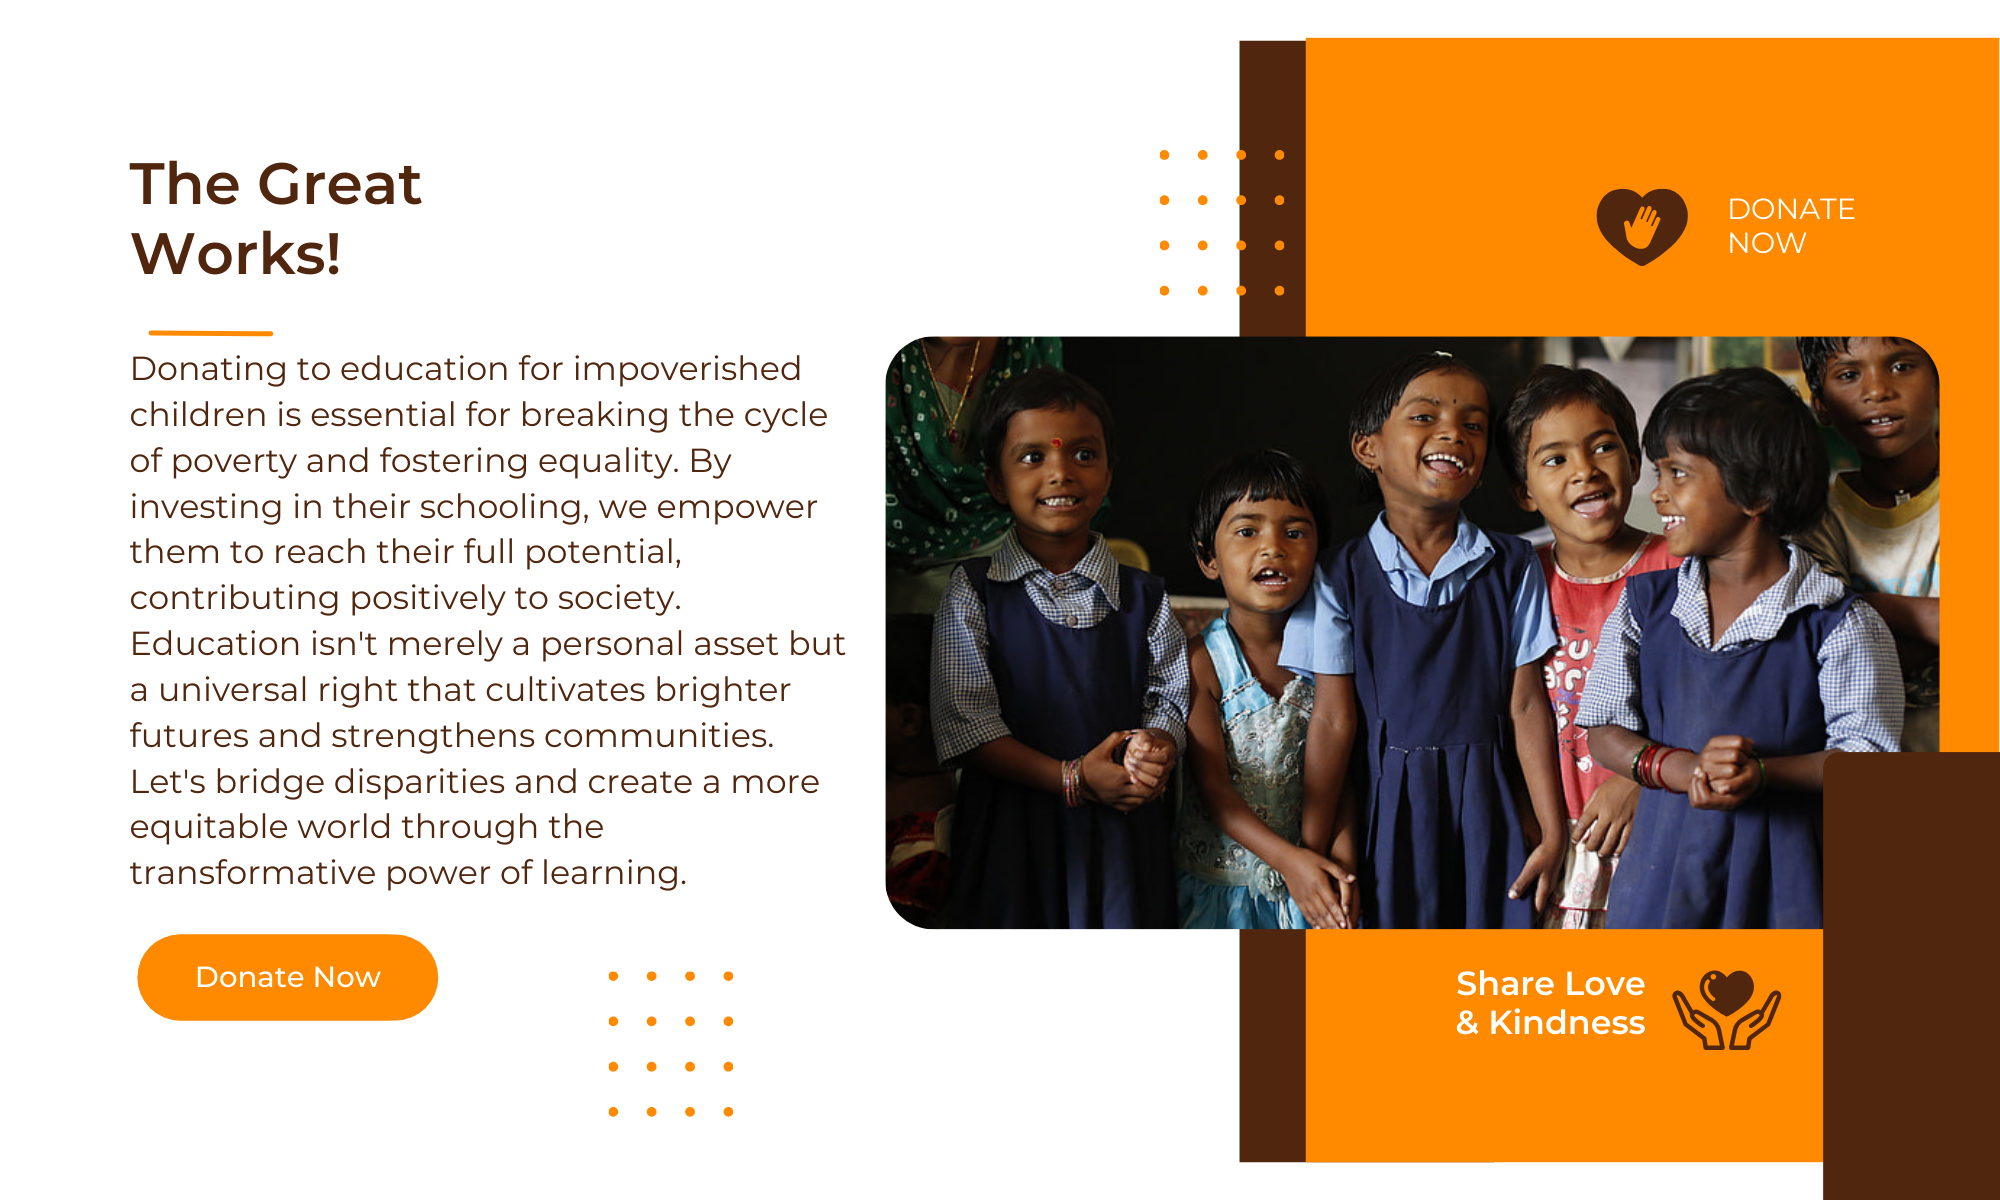 The Great
Works!
Donating to education for impoverished
children is essential for breaking the cycle
of poverty and fostering equality. By
investing in their schooling, we empower
them to reach their full potential,
contributing positively to society.
Education isn't merely a personal asset but
a universal right that cultivates brighter
futures and strengthens communities.
Let's bridge disparities and create a more
equitable world through the
transformative power of learning.
Donate Now
DONATE
NOW
Share Love
& Kindness